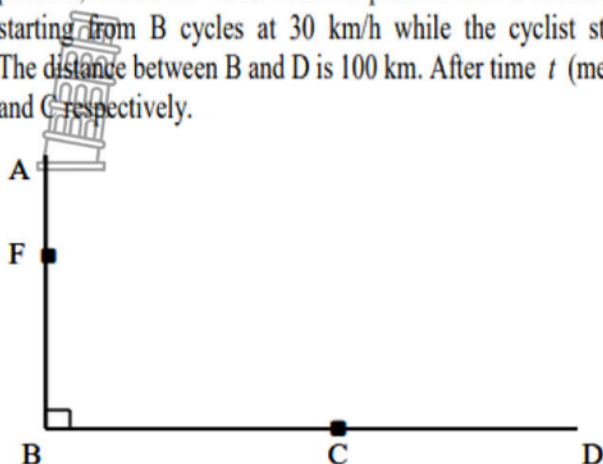 starting from B cycles at 30 km/h while the cyclist st
The distance between B and D is 100 km. After time t (me
and C respectively.
A
F
B
C
D